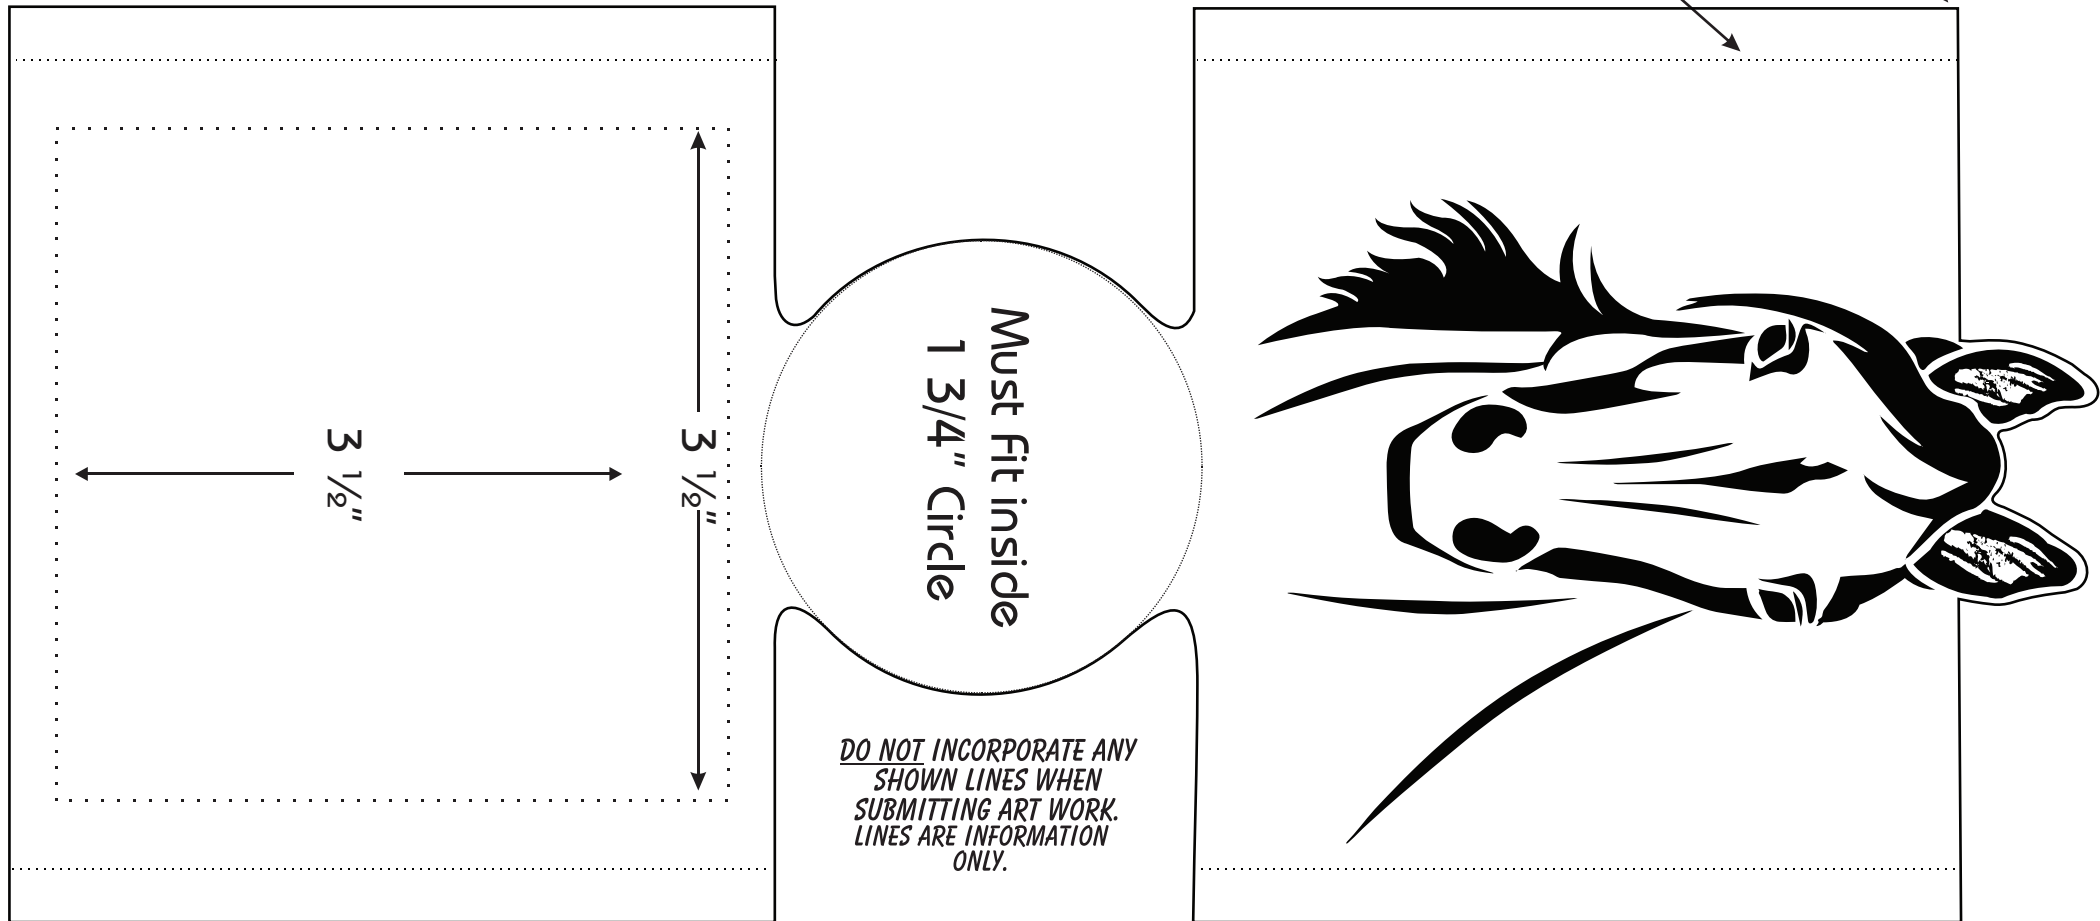 3 ½"
3 ½"
Must fit inside
1 3/4" Circle
DO NOT INCORPORATE ANY
SHOWN LINES WHEN
SUBMITTING ART WORK.
LINES ARE INFORMATION
ONLY.